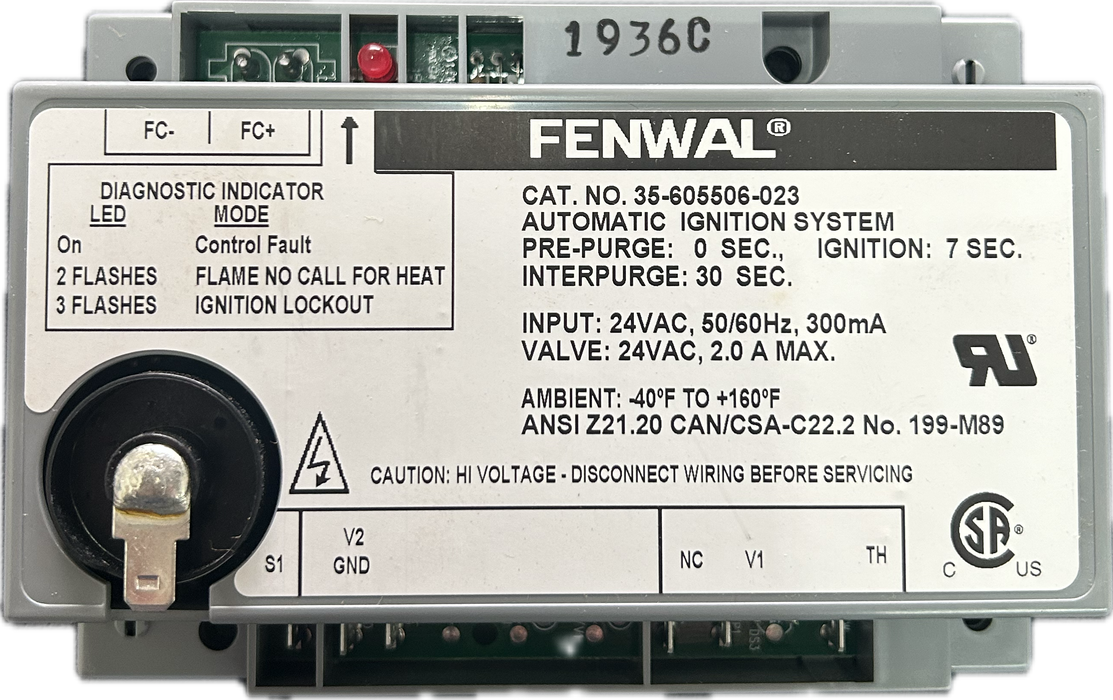 1936C
FC- | FC+
FENWAL®
DIAGNOSTIC INDICATOR
LED MODE
On Control Fault
2 FLASHES FLAME NO CALL FOR HEAT
3 FLASHES IGNITION LOCKOUT
CAT. NO. 35-605506-023
AUTOMATIC IGNITION SYSTEM
PRE-PURGE: 0 SEC., IGNITION: 7 SEC.
INTERPURGE: 30 SEC.
INPUT: 24VAC, 50/60Hz, 300mA
VALVE: 24VAC, 2.0 A MAX.
AMBIENT: -40ºF TO +160ºF
ANSI Z21.20 CAN/CSA-C22.2 No. 199-M89
RU®
CAUTION: HI VOLTAGE - DISCONNECT WIRING BEFORE SERVICING
S1
V2
GND
NC V1 TH
CSA®
C US